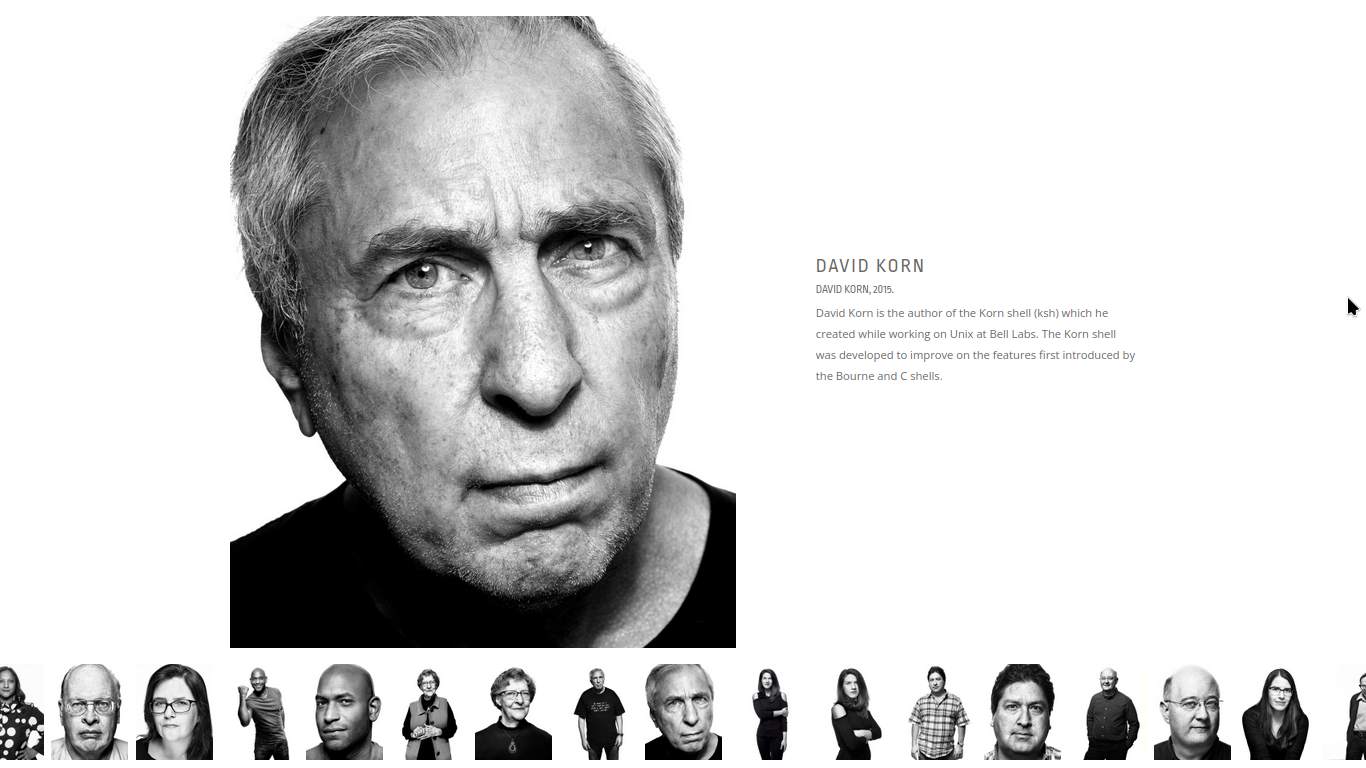 DAVID KORN
DAVID KORN, 2015.
David Korn is the author of the Korn shell (ksh) which he
created while working on Unix at Bell Labs. The Korn shell
was developed to improve on the features first introduced by
the Bourne and C shells.